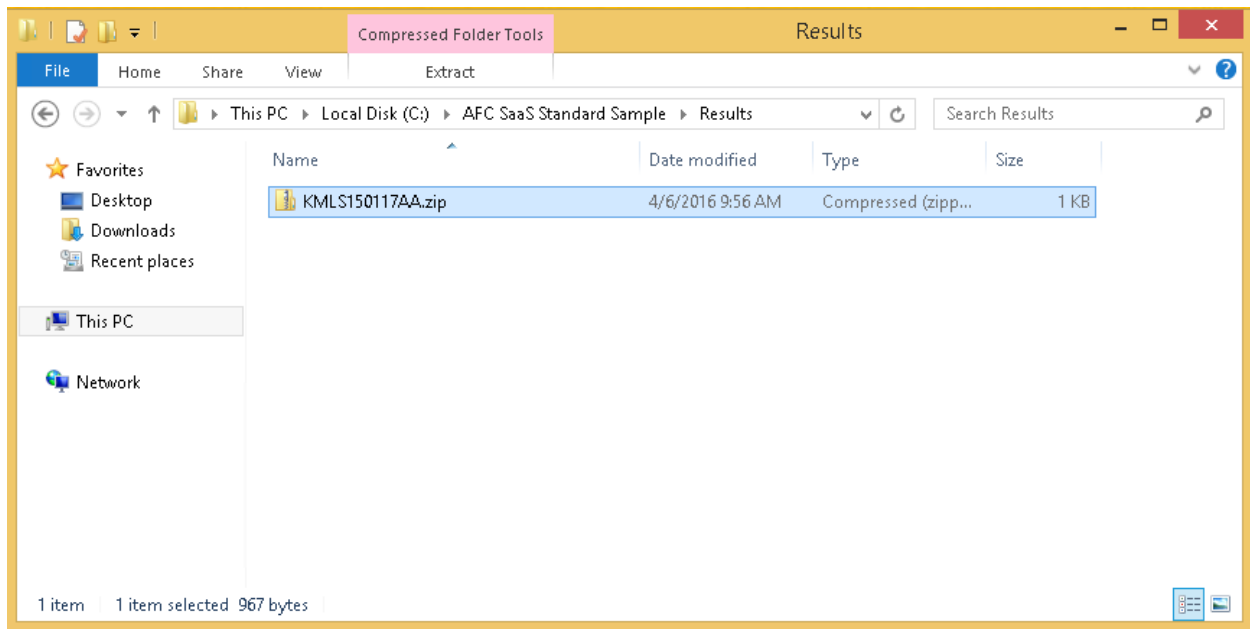 Compressed Folder Tools Results
File Home Share View Extract
This PC Local Disk (C:) AFC SaaS Standard Sample Results Search Results
Name Date modified Type Size
Favorites
KMLS150117AA.zip 4/6/2016 9:56 AM Compressed (zipp... 1 KB
Desktop
Downloads
Recent places
This PC
Network
1 item 1 item selected 967 bytes